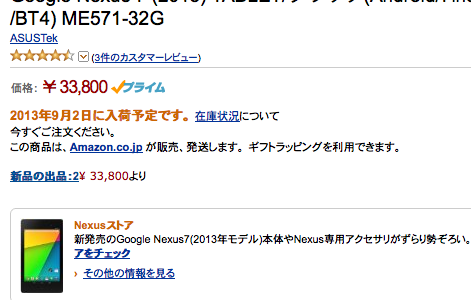 /BT4) ME571-32G
ASUSTek
(3件のカスタマーレビュー)
価格: ￥33,800 プライム
2013年9月2日に入荷予定です。 在庫状況について
今すぐご注文ください。
この商品は、Amazon.co.jp が販売、発送します。 ギフトラッピングを利用できます。
新品の出品：2￥ 33,800より
Nexusストア
新発売のGoogle Nexus7(2013年モデル)本体やNexus専用アクセサリがずらり勢ぞろい。
アをチェック
› その他の情報を見る